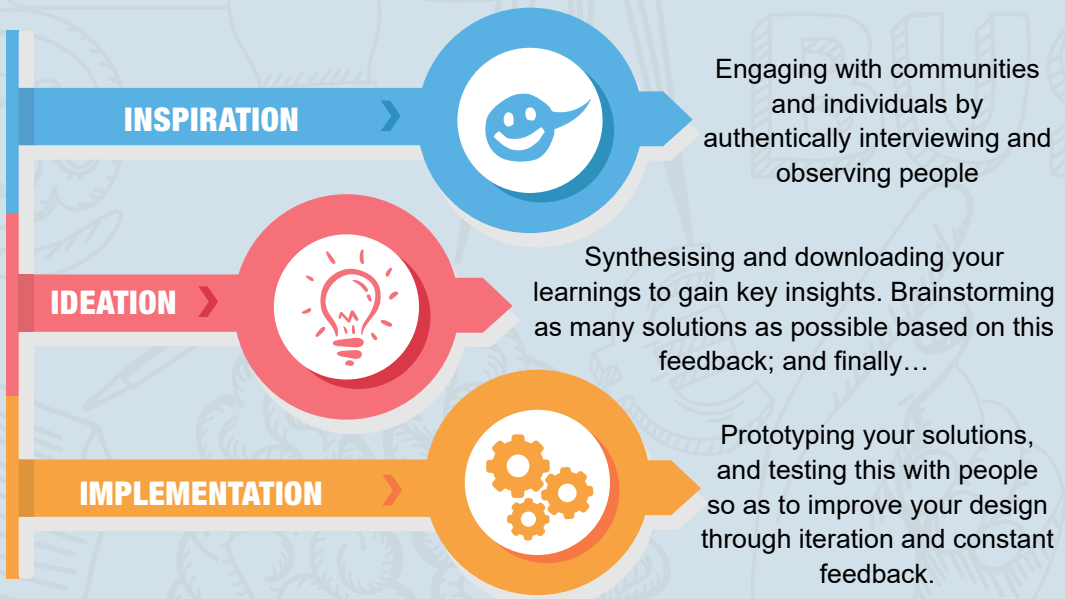 INSPIRATION
Engaging with communities
and individuals by
authentically interviewing and
observing people
IDEATION
Synthesising and downloading your
learnings to gain key insights. Brainstorming
as many solutions as possible based on this
feedback; and finally…
IMPLEMENTATION
Prototyping your solutions,
and testing this with people
so as to improve your design
through iteration and constant
feedback.